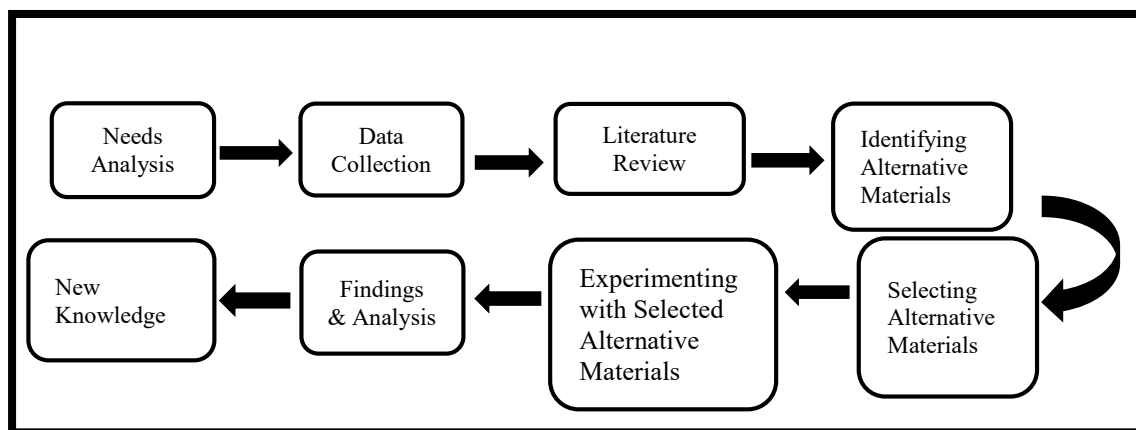 Needs
Analysis
Data
Collection
Literature
Review
Identifying
Alternative
Materials
Selecting
Alternative
Materials
Experimenting
with Selected
Alternative
Materials
Findings
& Analysis
New
Knowledge